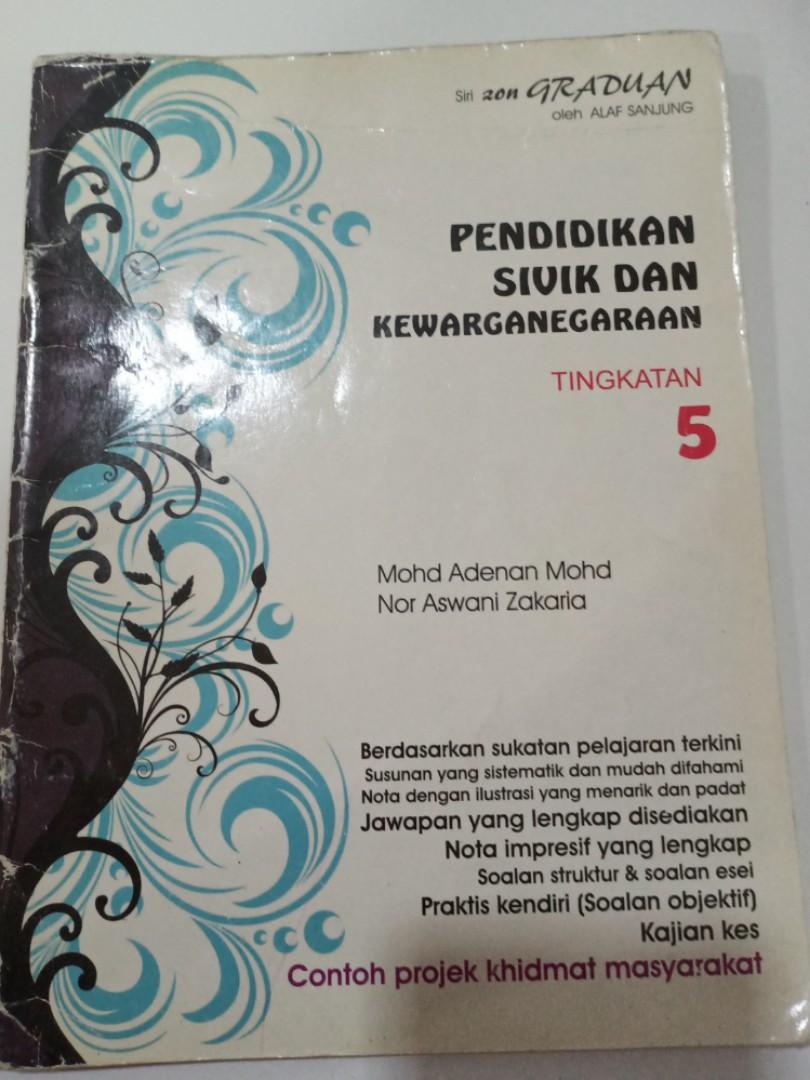 Siri zon GRADUAN
oleh ALAF SANJUNG
PENDIDIKAN
SIVIK DAN
KEWARGANEGARAAN
TINGKATAN
5
Mohd Adenan Mohd
Nor Aswani Zakaria
Berdasarkan sukatan pelajaran terkini
Susunan yang sistematik dan mudah difahami
Nota dengan ilustrasi yang menarik dan padat
Jawapan yang lengkap disediakan
Nota impresif yang lengkap
Soalan struktur & soalan esei
Praktis kendiri (Soalan objektif)
Kajian kes
Contoh projek khidmat masyarakat